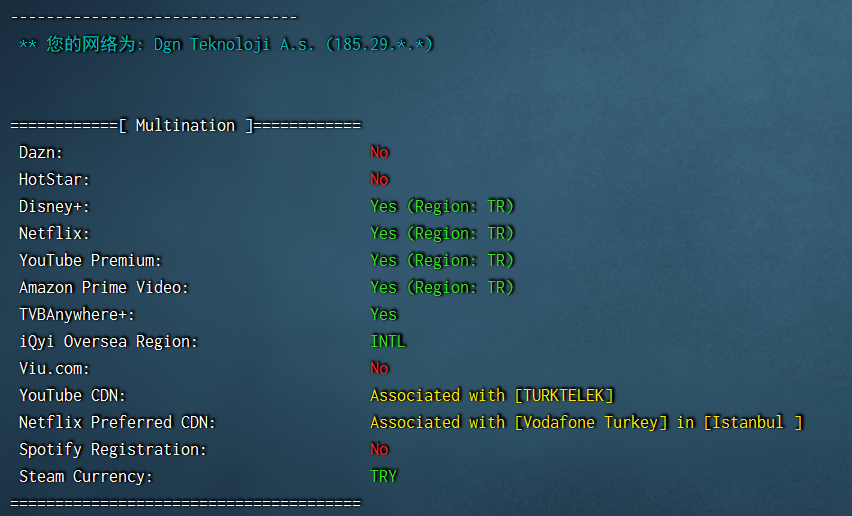 --------------------------------
** 您的网络为: Dgn Teknoloji A.s. (185.29.*.*)
============[ Multination ]============
Dazn: No
HotStar: No
Disney+: Yes (Region: TR)
Netflix: Yes (Region: TR)
YouTube Premium: Yes (Region: TR)
Amazon Prime Video: Yes (Region: TR)
TVBAnywhere+: Yes
iQyi Oversea Region: INTL
Viu.com: No
YouTube CDN: Associated with [TURKTELEK]
Netflix Preferred CDN: Associated with [Vodafone Turkey] in [Istanbul ]
Spotify Registration: No
Steam Currency: TRY
=======================================